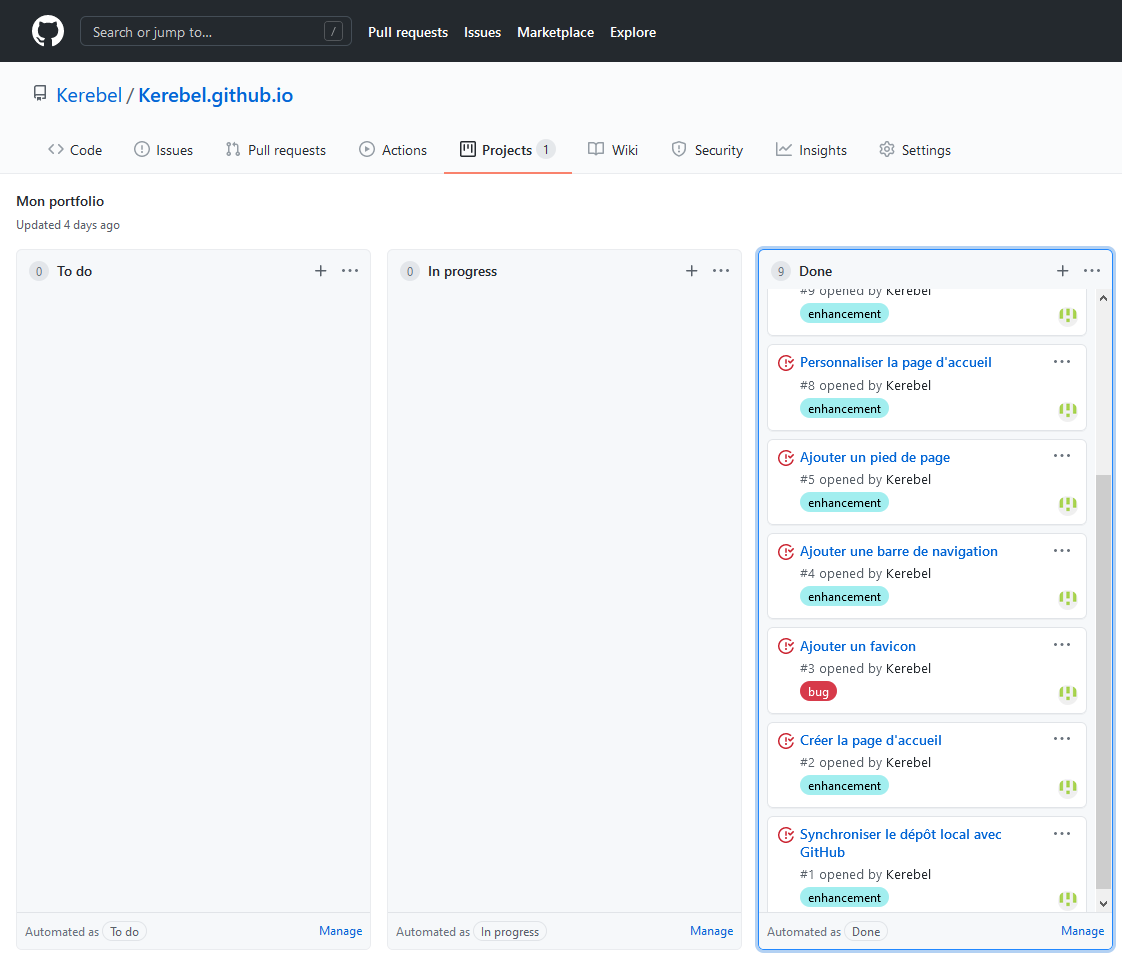 Search or jump to... /
Pull requests Issues Marketplace Explore
Kerebel / Kerebel.github.io
Code Issues Pull requests Actions Projects 1 Wiki Security Insights Settings
Mon portfolio
Updated 4 days ago
0 To do
Automated as To do Manage
0 In progress
Automated as In progress Manage
9 Done
#9 opened by Kerebel
enhancement
Personnaliser la page d'accueil
#8 opened by Kerebel
enhancement
Ajouter un pied de page
#5 opened by Kerebel
enhancement
Ajouter une barre de navigation
#4 opened by Kerebel
enhancement
Ajouter un favicon
#3 opened by Kerebel
bug
Créer la page d'accueil
#2 opened by Kerebel
enhancement
Synchroniser le dépôt local avec
GitHub
#1 opened by Kerebel
enhancement
Automated as Done Manage